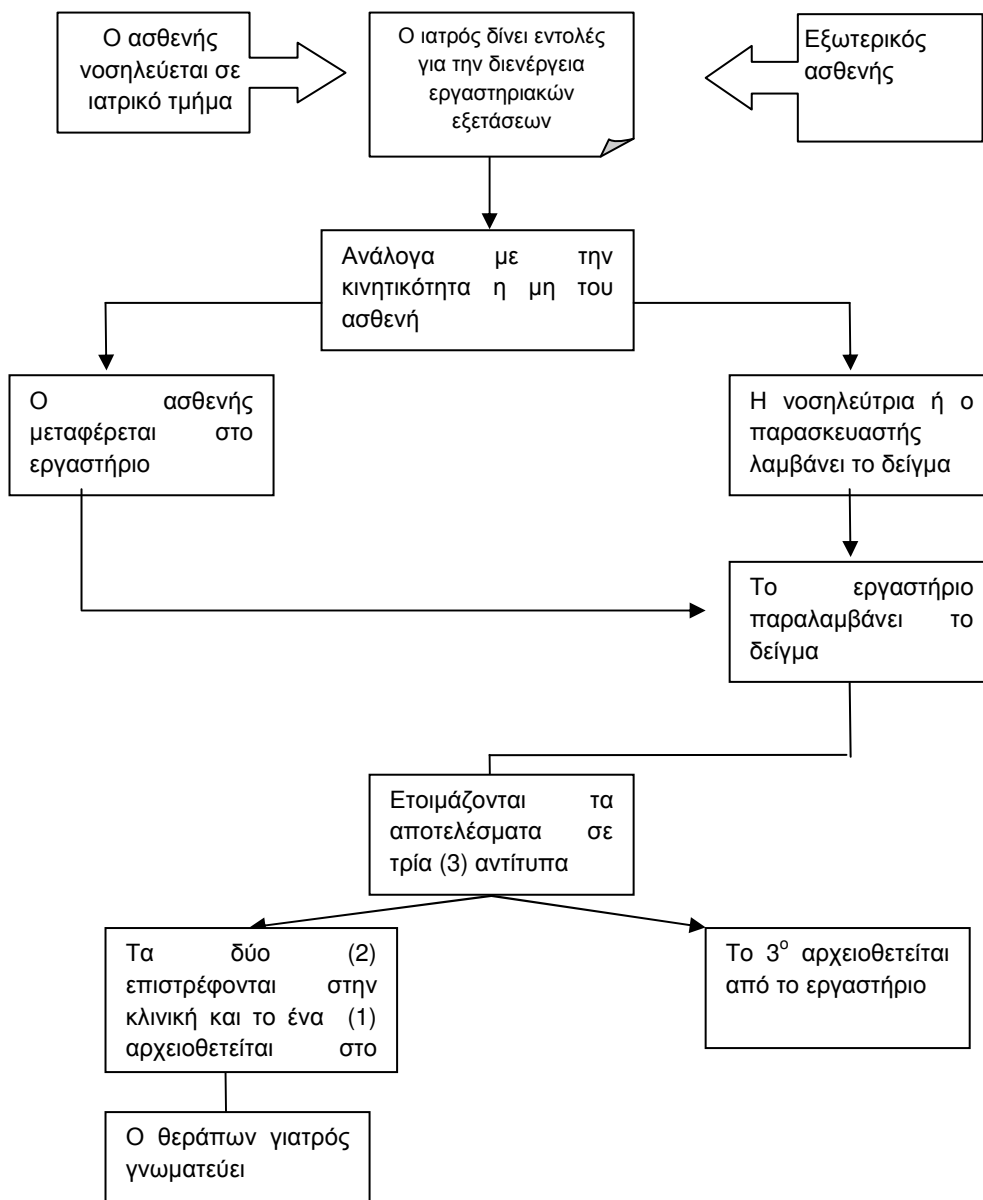 Ο ασθενής
νοσηλεύεται σε
ιατρικό τμήμα
Ο ιατρός δίνει εντολές
για την διενέργεια
εργαστηριακών
εξετάσεων
Εξωτερικός
ασθενής
Ανάλογα με την
κινητικότητα η μη του
ασθενή
Ο ασθενής
μεταφέρεται στο
εργαστήριο
Η νοσηλεύτρια ή ο
παρασκευαστής
λαμβάνει το δείγμα
Το εργαστήριο
παραλαμβάνει το
δείγμα
Ετοιμάζονται τα
αποτελέσματα σε
τρία (3) αντίτυπα
Τα δύο (2)
επιστρέφονται στην
κλινική και το ένα (1)
αρχειοθετείται στο
Το 3ο αρχειοθετείται
από το εργαστήριο
Ο θεράπων γιατρός
γνωματεύει